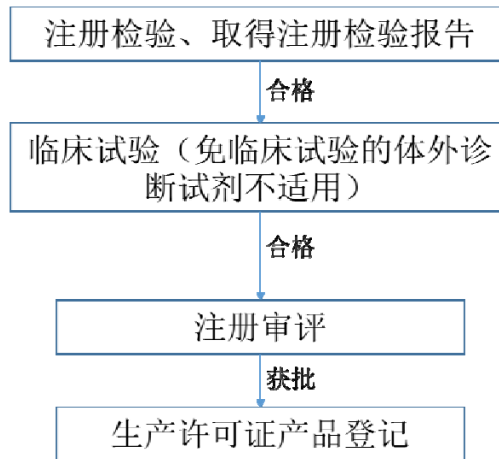 注册检验、取得注册检验报告
合格
临床试验（免临床试验的体外诊
断试剂不适用）
合格
注册审评
获批
生产许可证产品登记